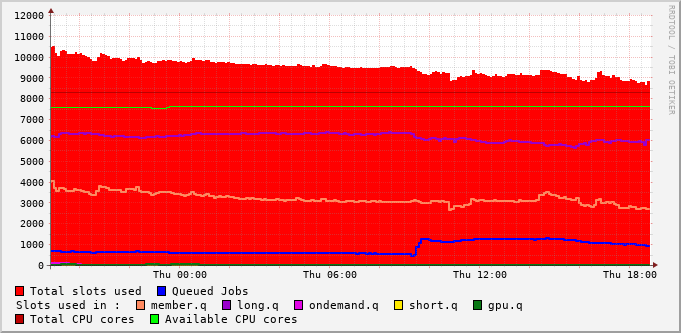 12000
11000
10000
9000
8000
7000
6000
5000
4000
3000
2000
1000
0
Thu 00:00 Thu 06:00 Thu 12:00 Thu 18:00
RRDTOOL / TOBI OETIKER
Total slots used Queued Jobs
Slots used in : member.q long.q ondemand.q short.q gpu.q
Total CPU cores Available CPU cores